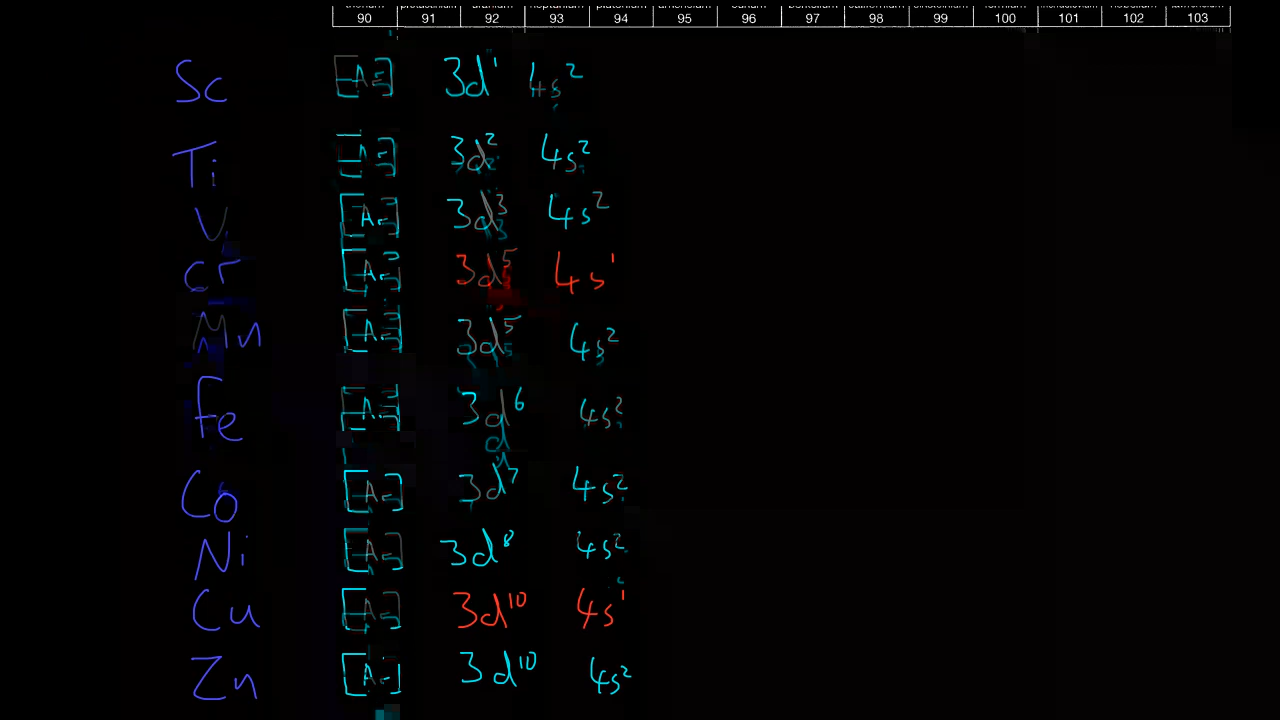 90 91 92 93 94 95 96 97 98 99 100 101 102 103
Sc [Ar] 3d¹ 4s²
Ti [Ar] 3d² 4s²
V [Ar] 3d³ 4s²
Cr [Ar] 3d⁵ 4s¹
Mn [Ar] 3d⁵ 4s²
Fe [Ar] 3d⁶ 4s²
Co [Ar] 3d⁷ 4s²
Ni [Ar] 3d⁸ 4s²
Cu [Ar] 3d¹⁰ 4s¹
Zn [Ar] 3d¹⁰ 4s²